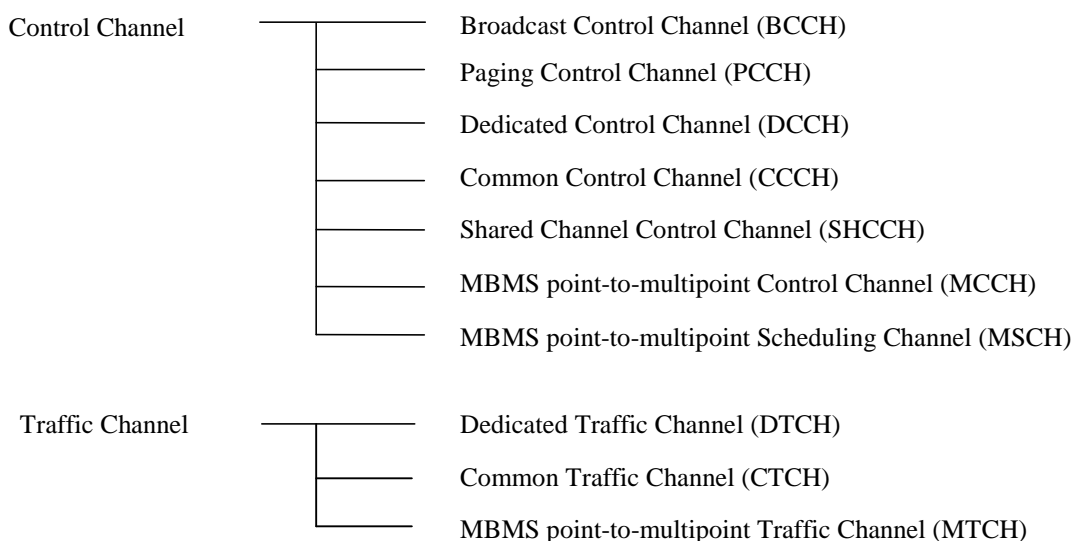 Control Channel
Broadcast Control Channel (BCCH)
Paging Control Channel (PCCH)
Dedicated Control Channel (DCCH)
Common Control Channel (CCCH)
Shared Channel Control Channel (SHCCH)
MBMS point-to-multipoint Control Channel (MCCH)
MBMS point-to-multipoint Scheduling Channel (MSCH)
Traffic Channel
Dedicated Traffic Channel (DTCH)
Common Traffic Channel (CTCH)
MBMS point-to-multipoint Traffic Channel (MTCH)